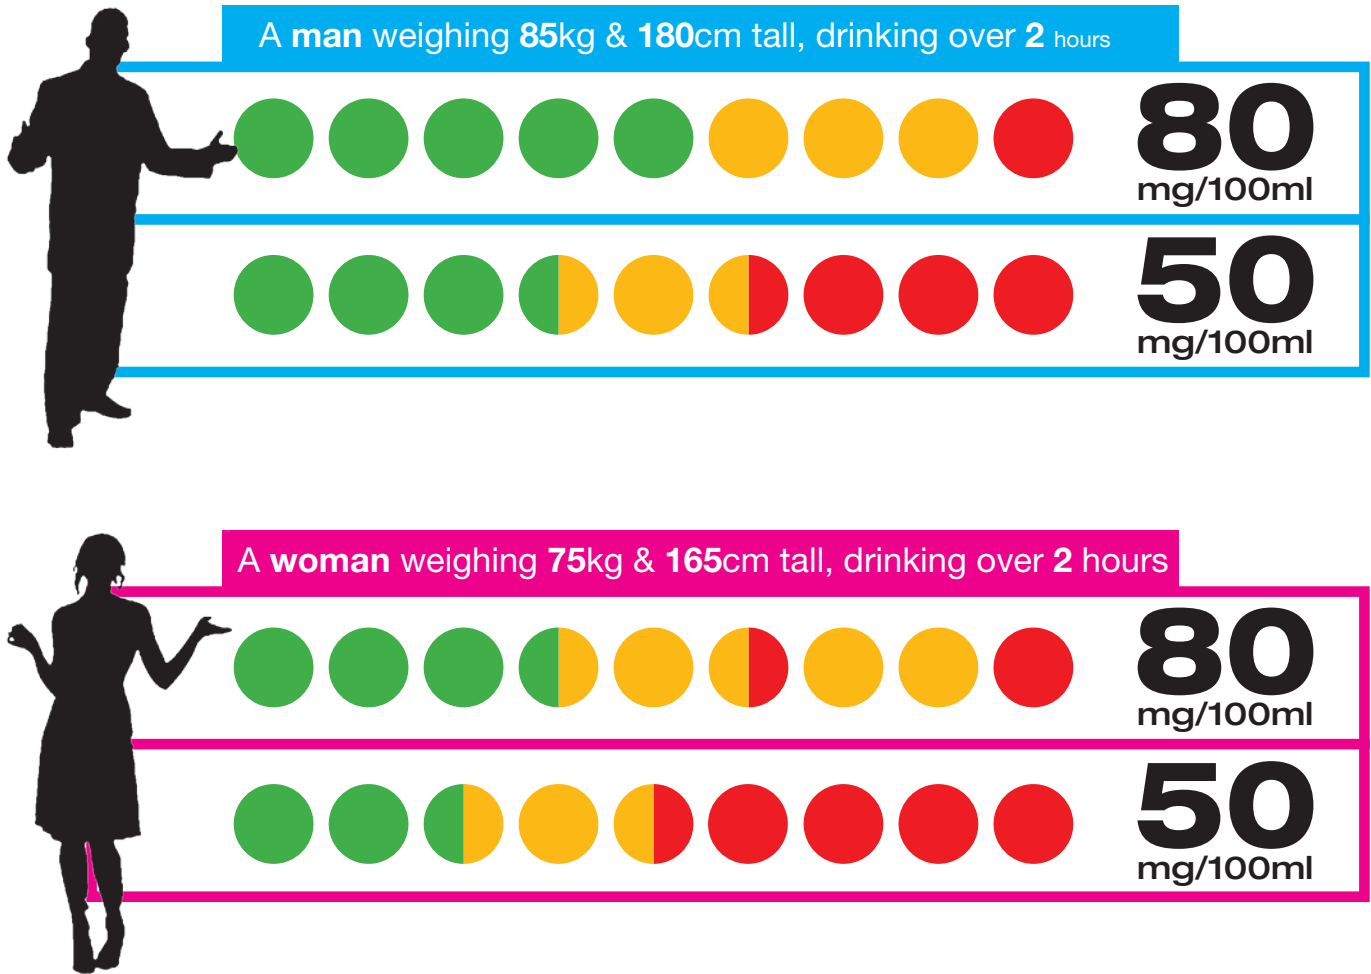 A man weighing 85kg & 180cm tall, drinking over 2 hours
80
mg/100ml
50
mg/100ml
A woman weighing 75kg & 165cm tall, drinking over 2 hours
80
mg/100ml
50
mg/100ml